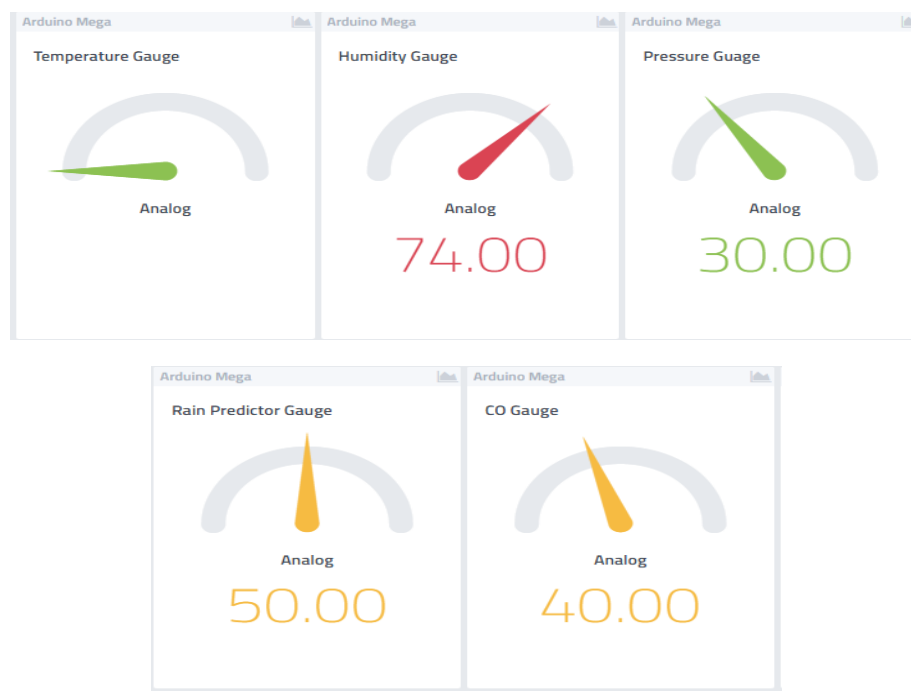 Arduino Mega
Temperature Gauge
Analog
Arduino Mega
Humidity Gauge
Analog
74.00
Arduino Mega
Pressure Guage
Analog
30.00
Arduino Mega
Rain Predictor Gauge
Analog
50.00
Arduino Mega
CO Gauge
Analog
40.00